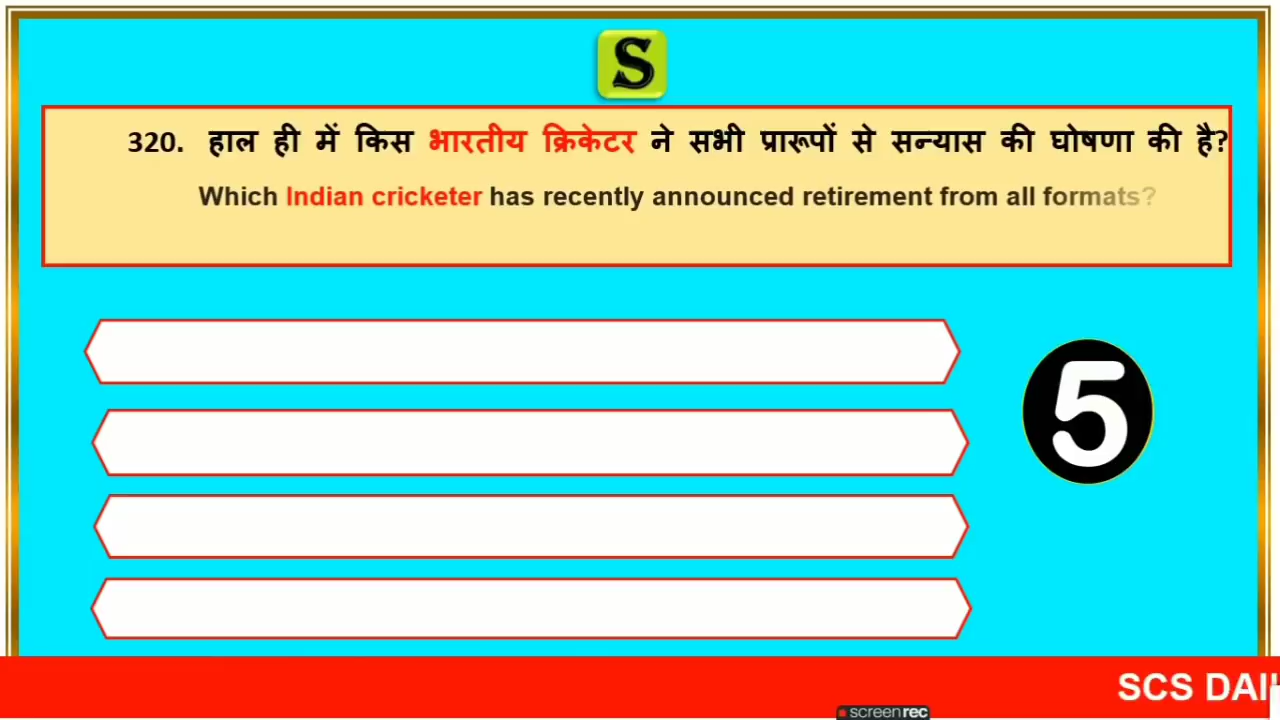 S
320. हाल ही में किस भारतीय क्रिकेटर ने सभी प्रारूपों से सन्यास की घोषणा की है?
Which Indian cricketer has recently announced retirement from all formats?
5
SCS DAI
screenrec